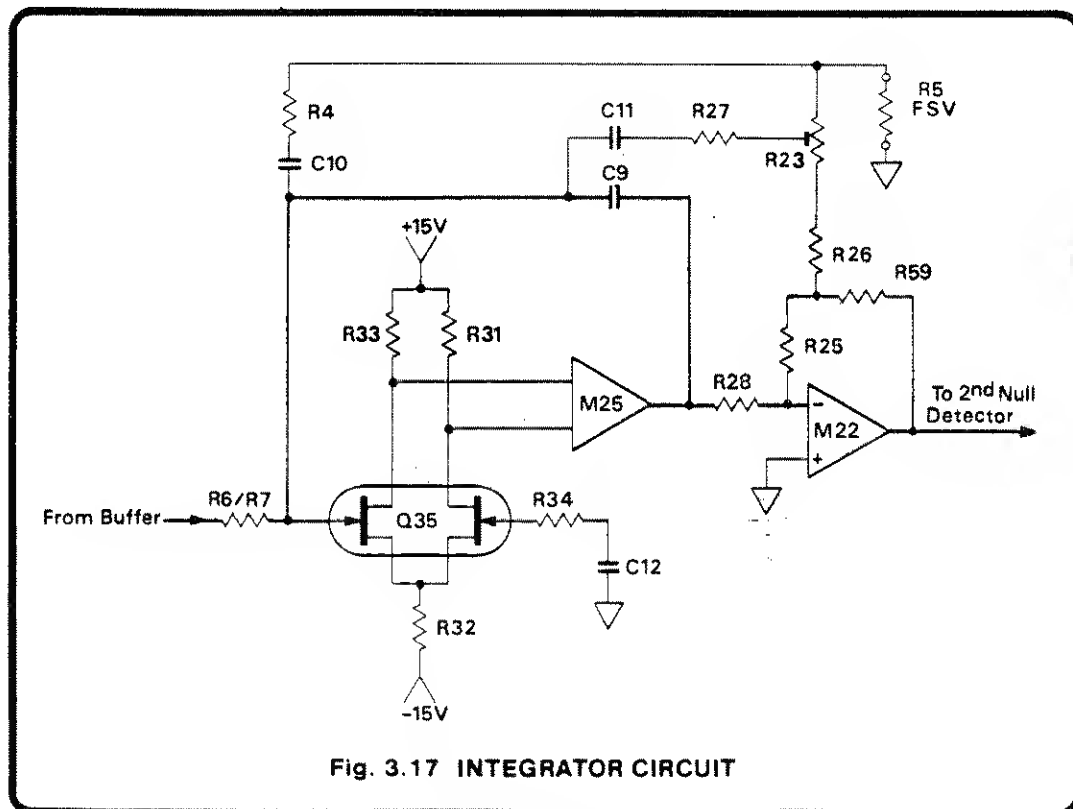 R5
FSV
R4
C11
R27
R23
C10
C9
+15V
R26
R59
R33
R31
R25
M25
R28
To 2nd Null
Detector
−
M22
+
From Buffer
R6/R7
Q35
R34
C12
R32
−15V
Fig. 3.17 INTEGRATOR CIRCUIT